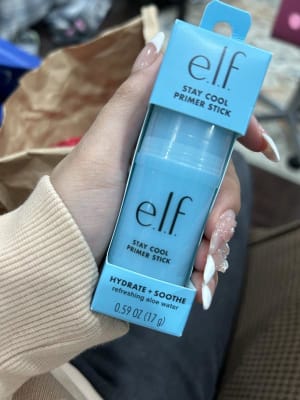 e.l.f
STAY COOL
PRIMER STICK
e.l.f.
STAY COOL
PRIMER STICK
HYDRATE + SOOTHE
refreshing aloe water
0.59 OZ (17 g)